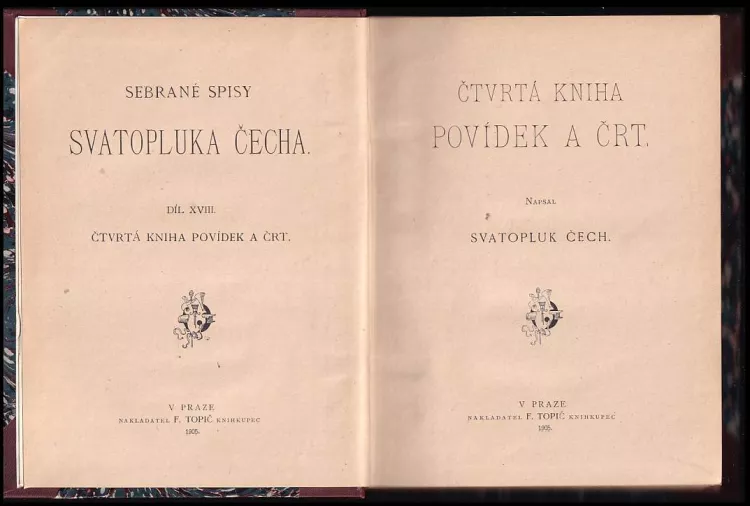 SEBRANÉ SPISY
SVATOPLUKA ČECHA.
DÍL XVIII.
ČTVRTÁ KNIHA POVÍDEK A ČRT.
V PRAZE
NAKLADATEL F. TOPIČ KNIHKUPEC
1905.
ČTVRTÁ KNIHA
POVÍDEK A ČRT.
NAPSAL
SVATOPLUK ČECH.
V PRAZE
NAKLADATEL F. TOPIČ KNIHKUPEC
1905.